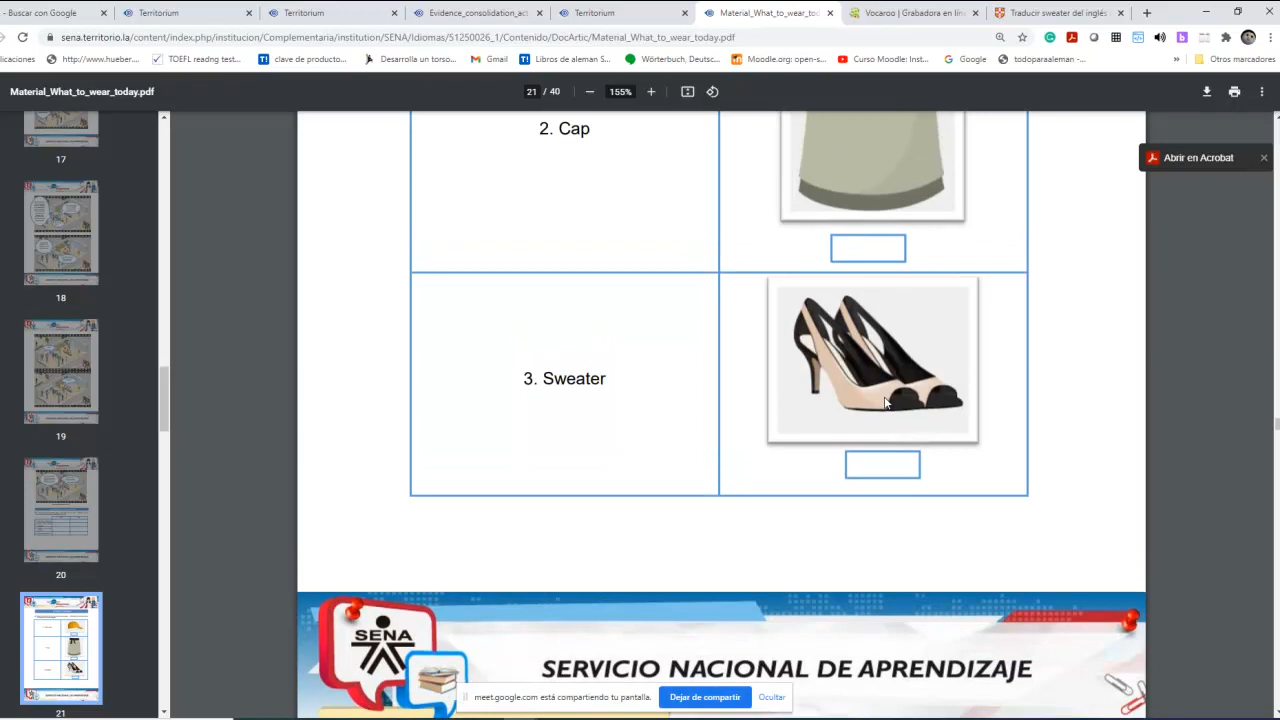 - Buscar con Google
Territorium
Territorium
Evidence_consolidation_act
Territorium
Material_What_to_wear_tod
Vocaroo | Grabadora en lín
Traducir sweater del inglés
sena.territorio.la/content/index.php/institucion/Complementaria/institution/SENA/Idiomas/51250026_1/Contenido/DocArtic/Material_What_to_wear_today.pdf
licaciones
http://www.hueber...
TOEFL readng test...
clave de producto...
Desarrolla un torso...
Gmail
Libros de aleman S...
Wörterbuch, Deutsc...
Moodle.org: open-s...
Curso Moodle: Inst...
Google
todoparaaleman-...
»
Otros marcadores
Material_What_to_wear_today.pdf
21 / 40
155%
Abrir en Acrobat
17
18
19
20
21
2. Cap
3. Sweater
SENA
SERVICIO NACIONAL DE APRENDIZAJE
meet.google.com está compartiendo tu pantalla.
Dejar de compartir
Ocultar